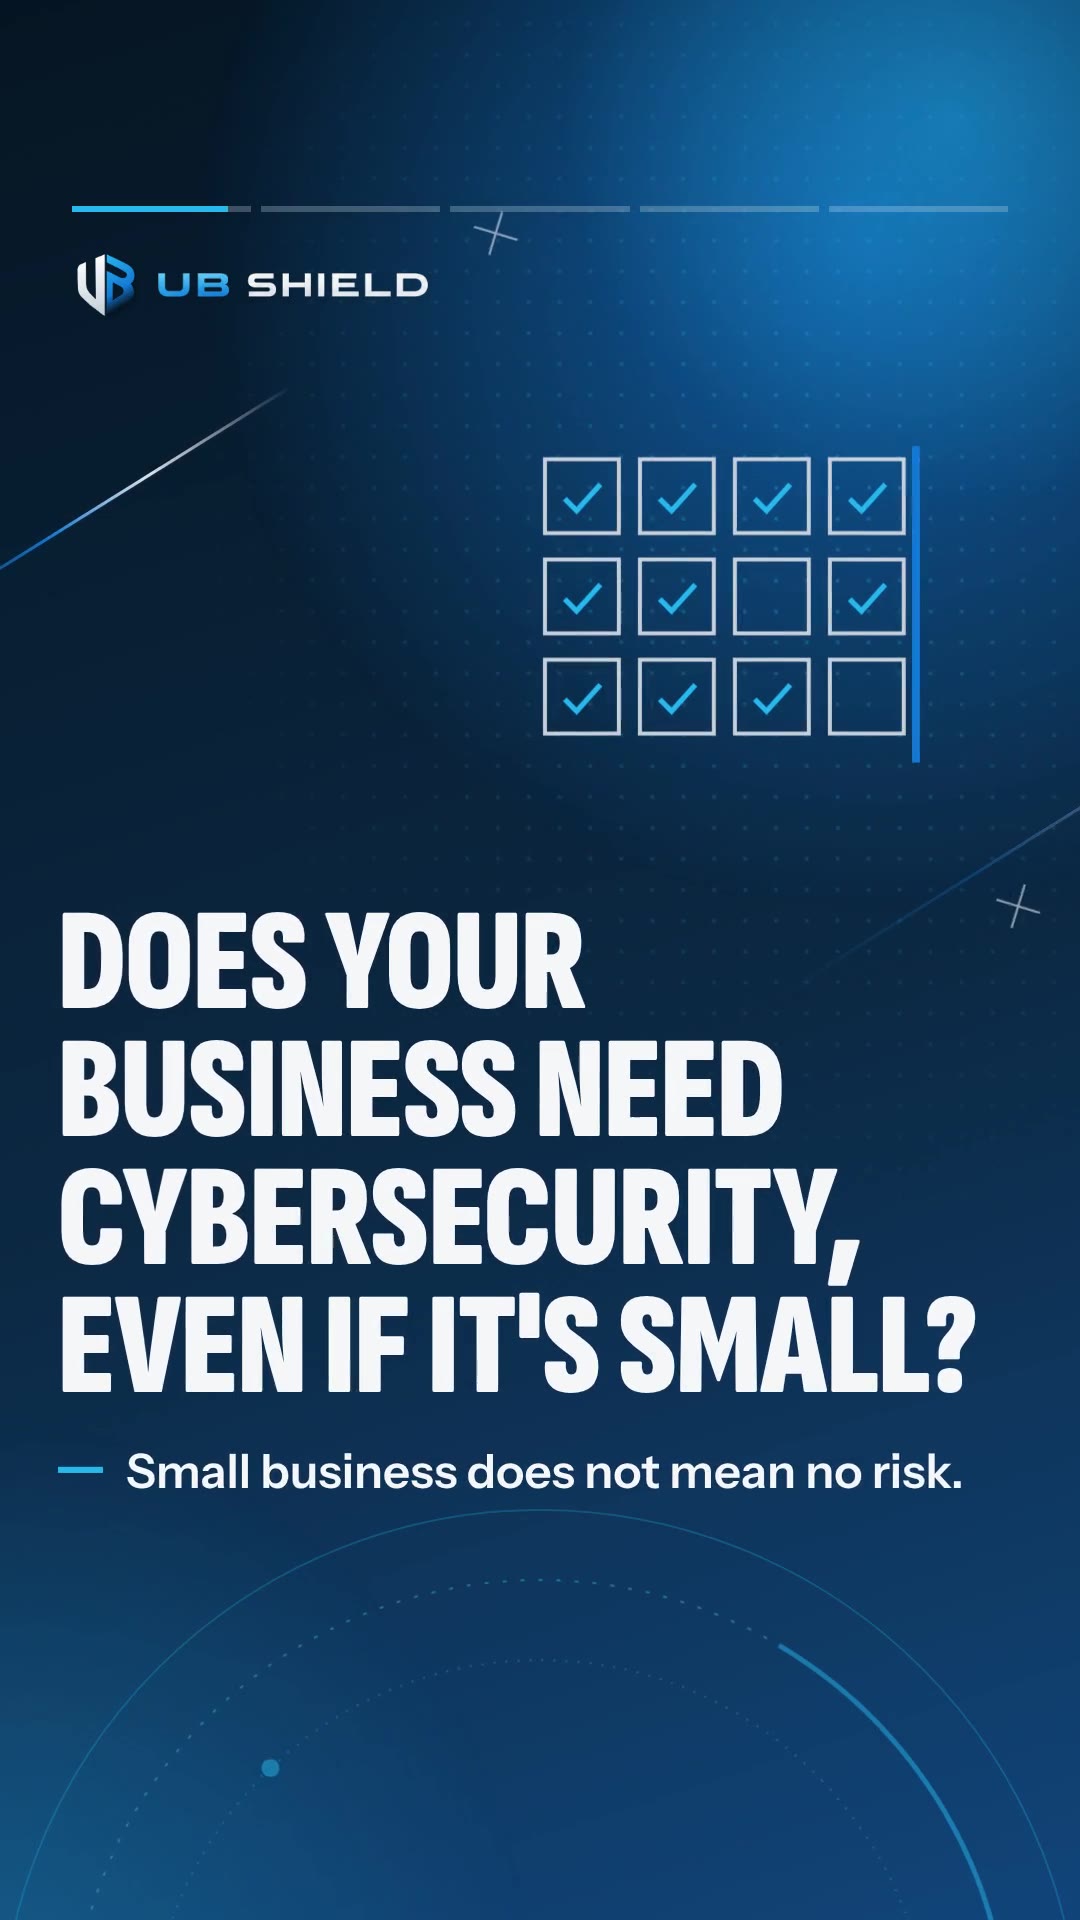 UB SHIELD
DOES YOUR
BUSINESS NEED
CYBERSECURITY,
EVEN IF IT'S SMALL?
Small business does not mean no risk.